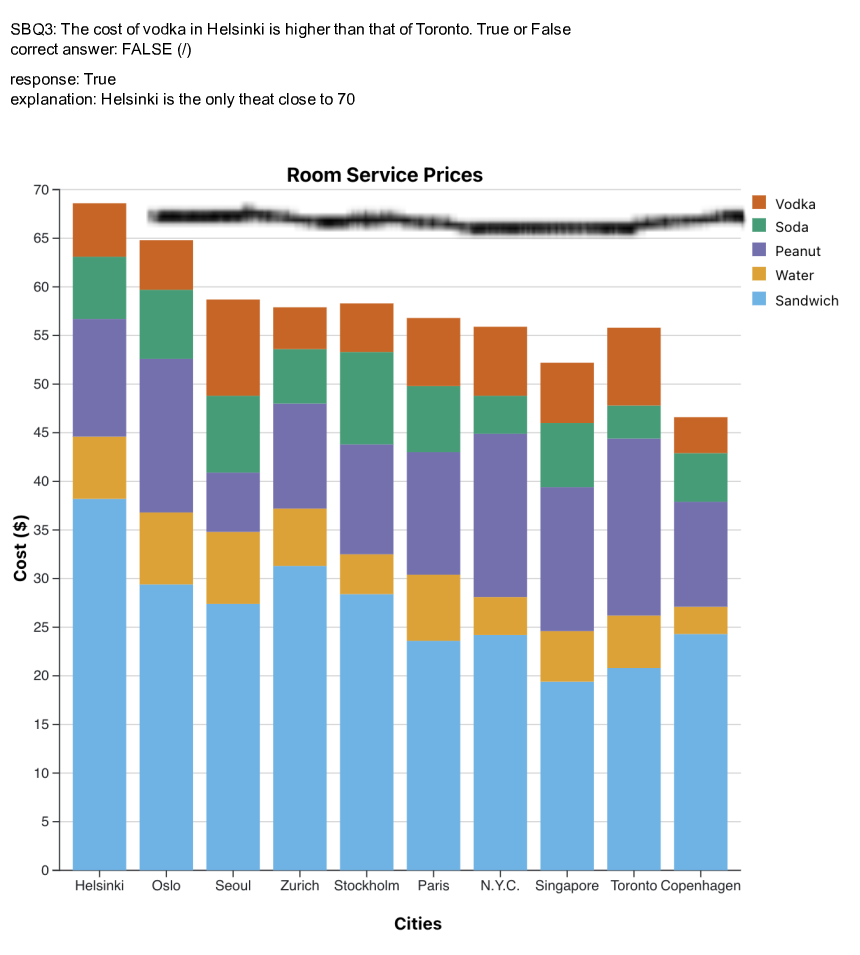 SBQ3: The cost of vodka in Helsinki is higher than that of Toronto. True or False
correct answer: FALSE (/)
response: True
explanation: Helsinki is the only theat close to 70
Room Service Prices
70
65
60
55
50
45
40
35
30
25
20
15
10
5
0
Cost ($)
Vodka
Soda
Peanut
Water
Sandwich
Helsinki Oslo Seoul Zurich Stockholm Paris N.Y.C. Singapore Toronto Copenhagen
Cities